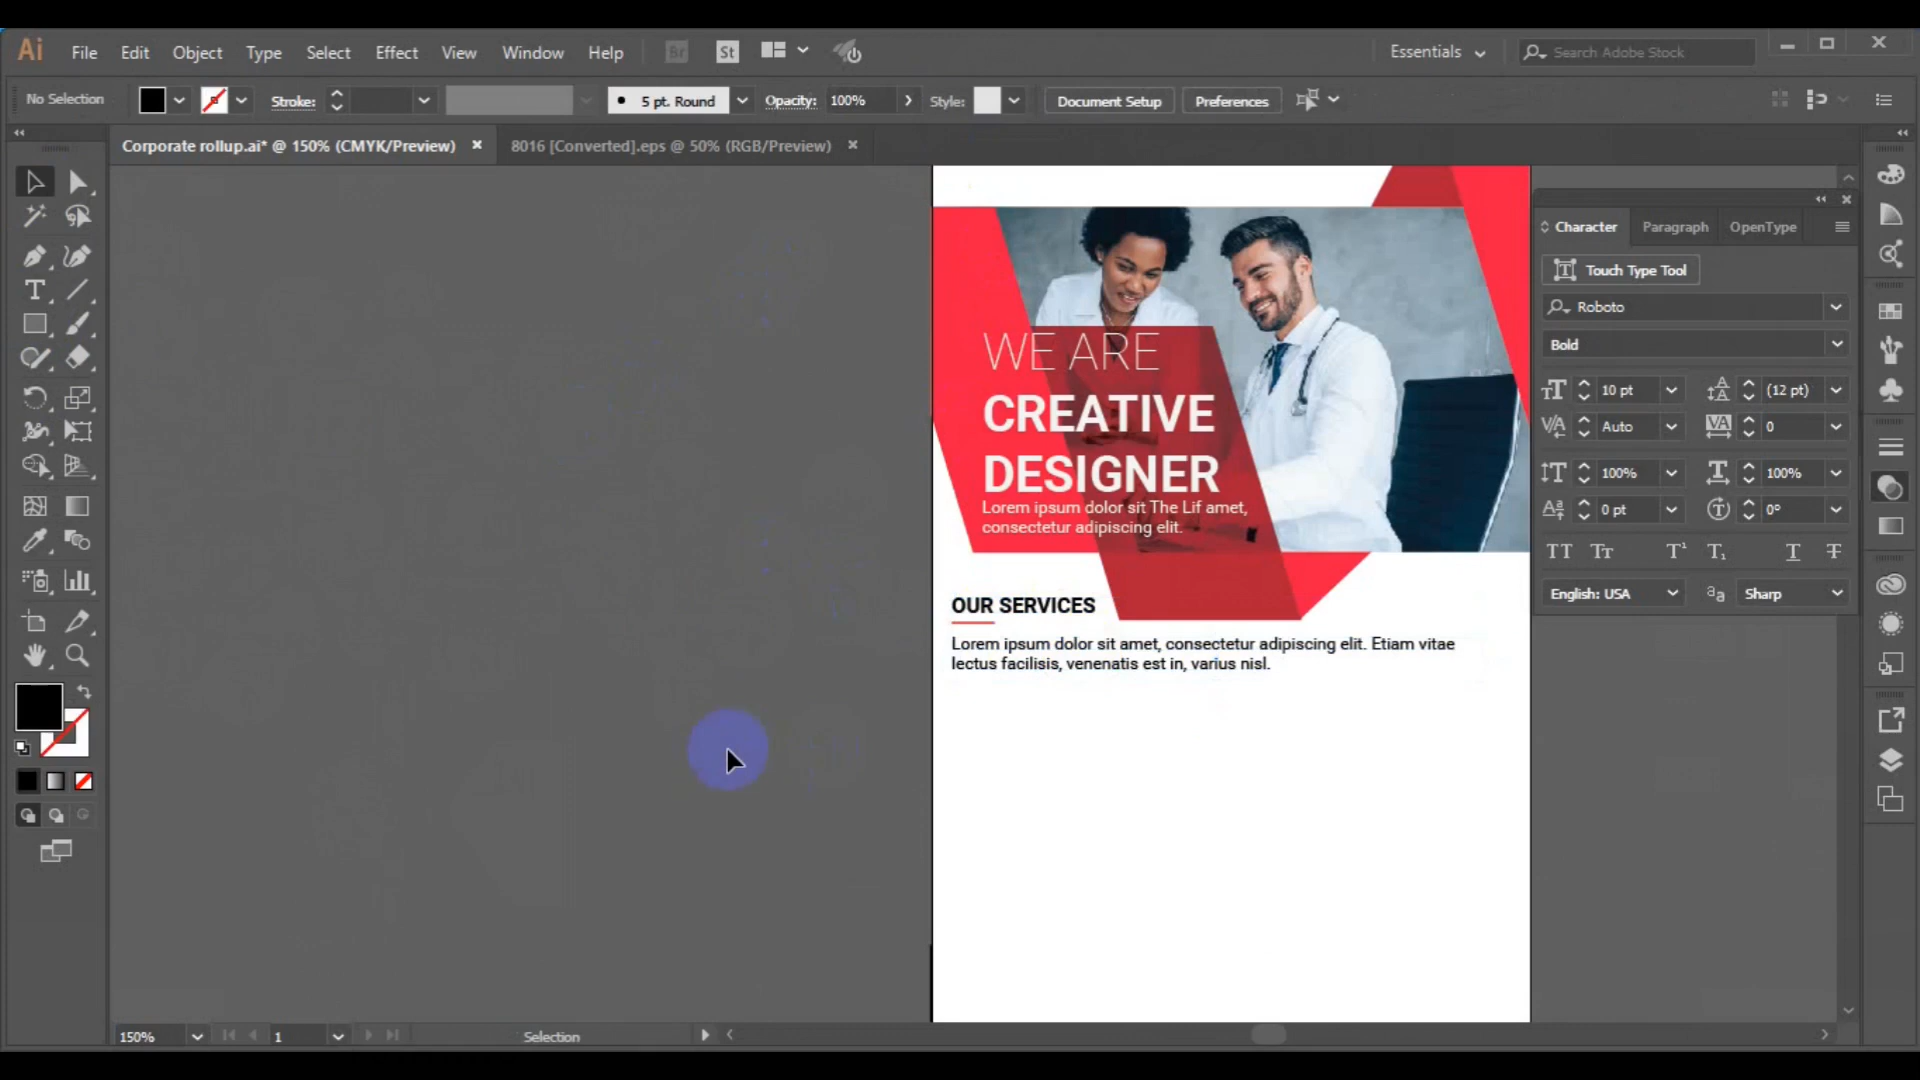 Ai File Edit Object Type Select Effect View Window Help Br St Essentials Search Adobe Stock
No Selection Stroke: 5 pt. Round Opacity: 100% Style: Document Setup Preferences
Corporate rollup.ai* @ 150% (CMYK/Preview) 8016 [Converted].eps @ 50% (RGB/Preview)
WE ARE
CREATIVE
DESIGNER
Lorem ipsum dolor sit The Lif amet,
consectetur adipiscing elit.
OUR SERVICES
Lorem ipsum dolor sit amet, consectetur adipiscing elit. Etiam vitae
lectus facilisis, venenatis est in, varius nisl.
Character Paragraph OpenType
Touch Type Tool
Roboto
Bold
10 pt (12 pt)
Auto 0
100% 100%
0 pt 0°
English: USA Sharp
150% 1 Selection